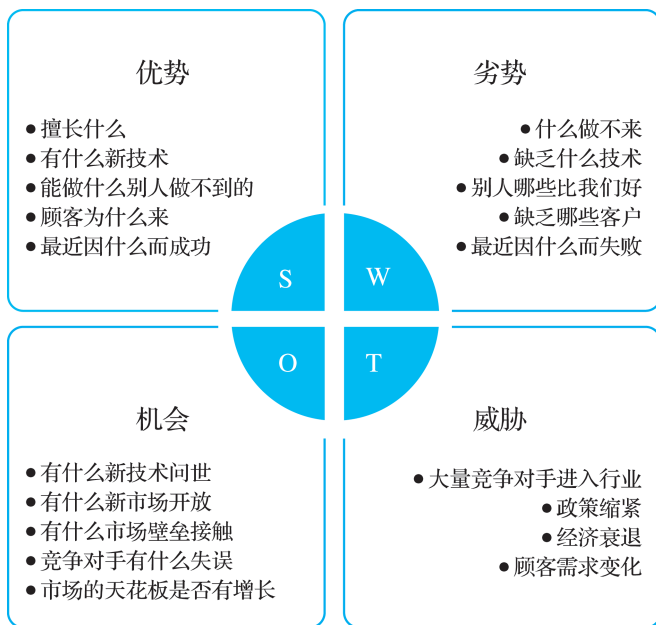 优势
● 擅长什么
● 有什么新技术
● 能做什么别人做不到的
● 顾客为什么来
● 最近因什么而成功
劣势
● 什么做不来
● 缺乏什么技术
● 别人哪些比我们好
● 缺乏哪些客户
● 最近因什么而失败
S
W
O
T
机会
● 有什么新技术问世
● 有什么新市场开放
● 有什么市场壁垒接触
● 竞争对手有什么失误
● 市场的天花板是否有增长
威胁
● 大量竞争对手进入行业
● 政策缩紧
● 经济衰退
● 顾客需求变化